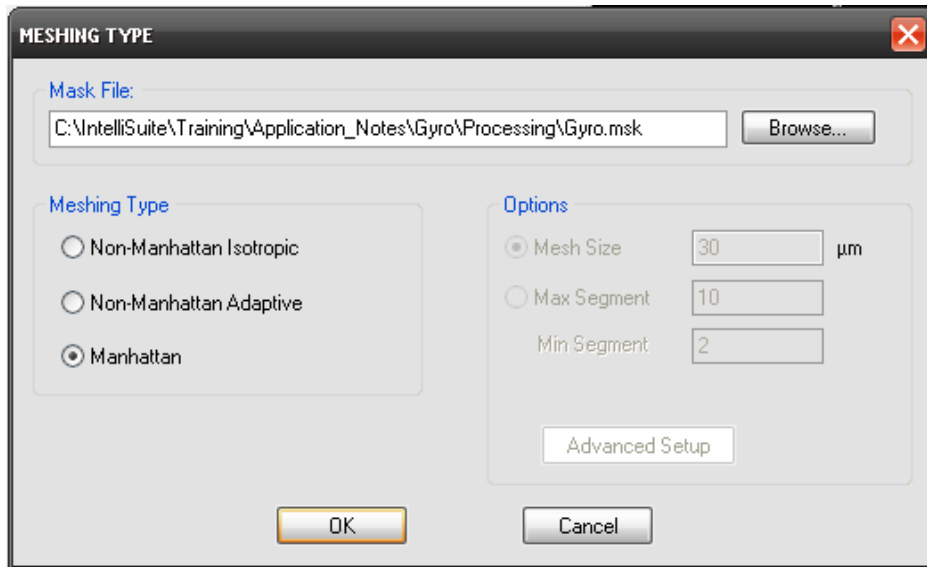 MESHING TYPE
Mask File:
C:\IntelliSuite\Training\Application_Notes\Gyro\Processing\Gyro.msk
Browse...
Meshing Type
Non-Manhattan Isotropic
Non-Manhattan Adaptive
Manhattan
Options
Mesh Size 30 µm
Max Segment 10
Min Segment 2
Advanced Setup
OK
Cancel